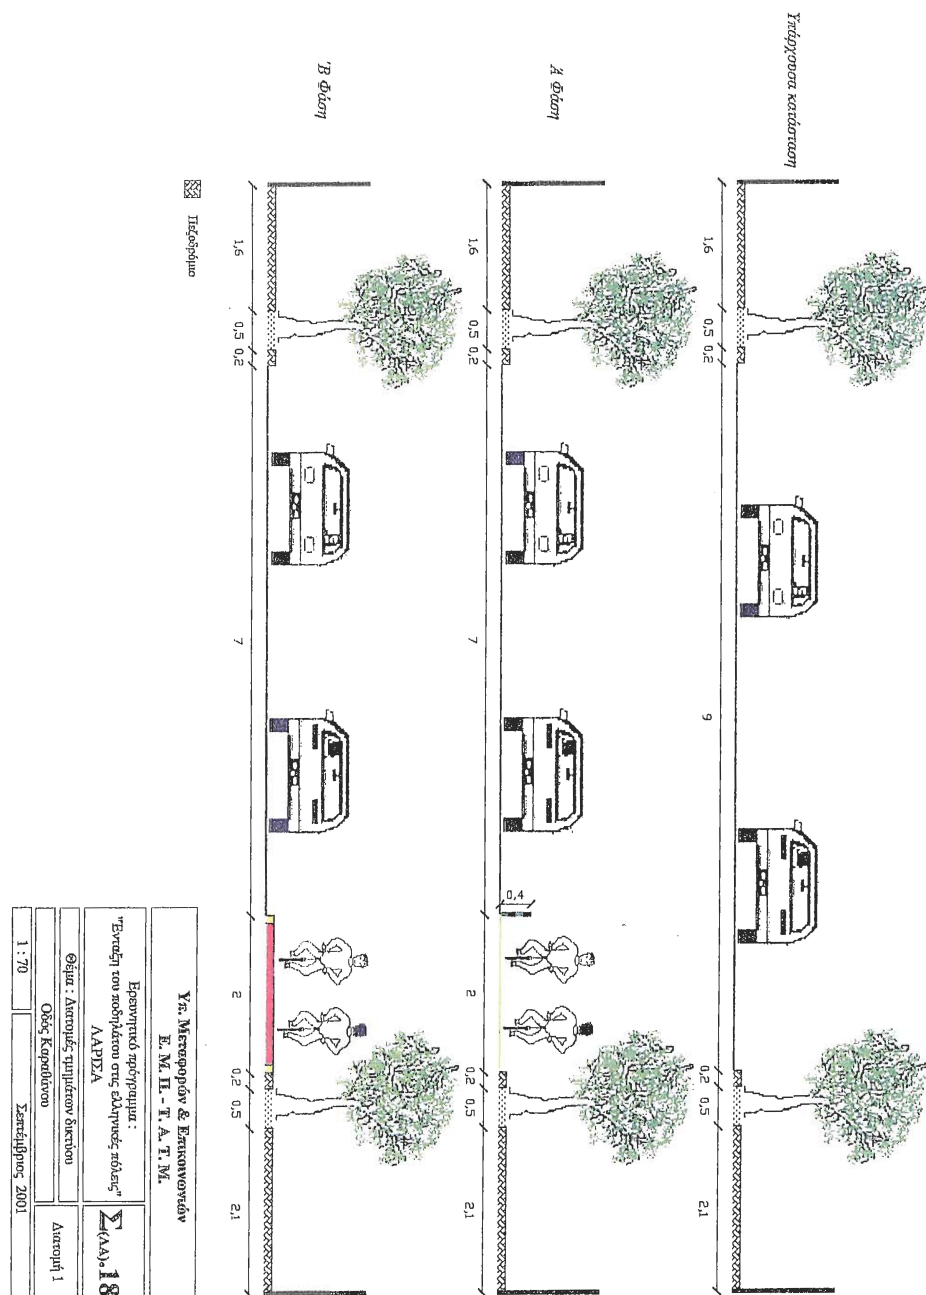 Υπάρχουσα κατάσταση
1,6
0,5
0,2
9
0,2
0,5
2,1
Ά Φάση
1,6
0,5
0,2
7
0,4
2
0,2
0,5
2,1
Έ Β Φάση
1,6
0,5
0,2
7
2
0,2
0,5
2,1
Πεζοδρόμιο
Υπ. Μεταφορών & Επικοινωνιών
Ε. Μ. Π. - Τ. Α. Τ. Μ.
Ερευνητικό πρόγραμμα :
"Ένταξη του ποδηλάτου στις ελληνικές πόλεις"
ΛΑΡΙΣΑ
Σ(ΛΑ).18
Θέμα : Διατομές τμημάτων δικτύου
Οδός Καραθάνου
Διατομή 1
1 : 70
Σεπτέμβριος 2001